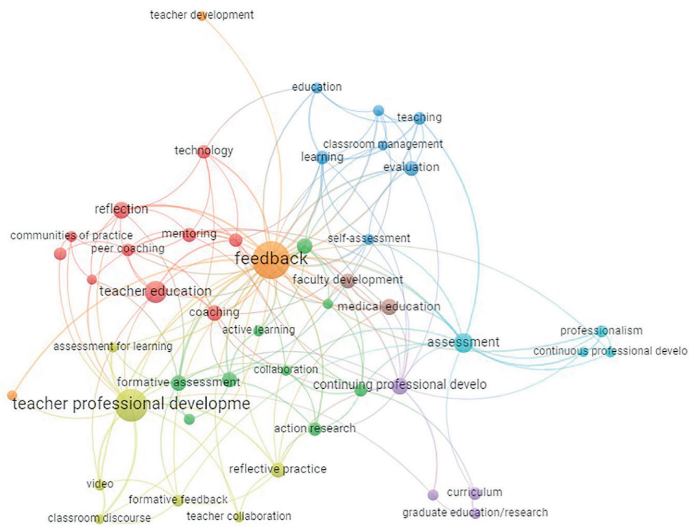 teacher development
education
teaching
classroom management
technology
learning
evaluation
reflection
communities of practice
mentoring
self-assessment
peer coaching
feedback
faculty development
teacher education
medical education
coaching
active learning
professionalism
assessment
assessment for learning
continuous professional develo
collaboration
formative assessment
continuing professional develo
teacher professional developme
action research
reflective practice
video
curriculum
formative feedback
graduate education/research
classroom discourse
teacher collaboration